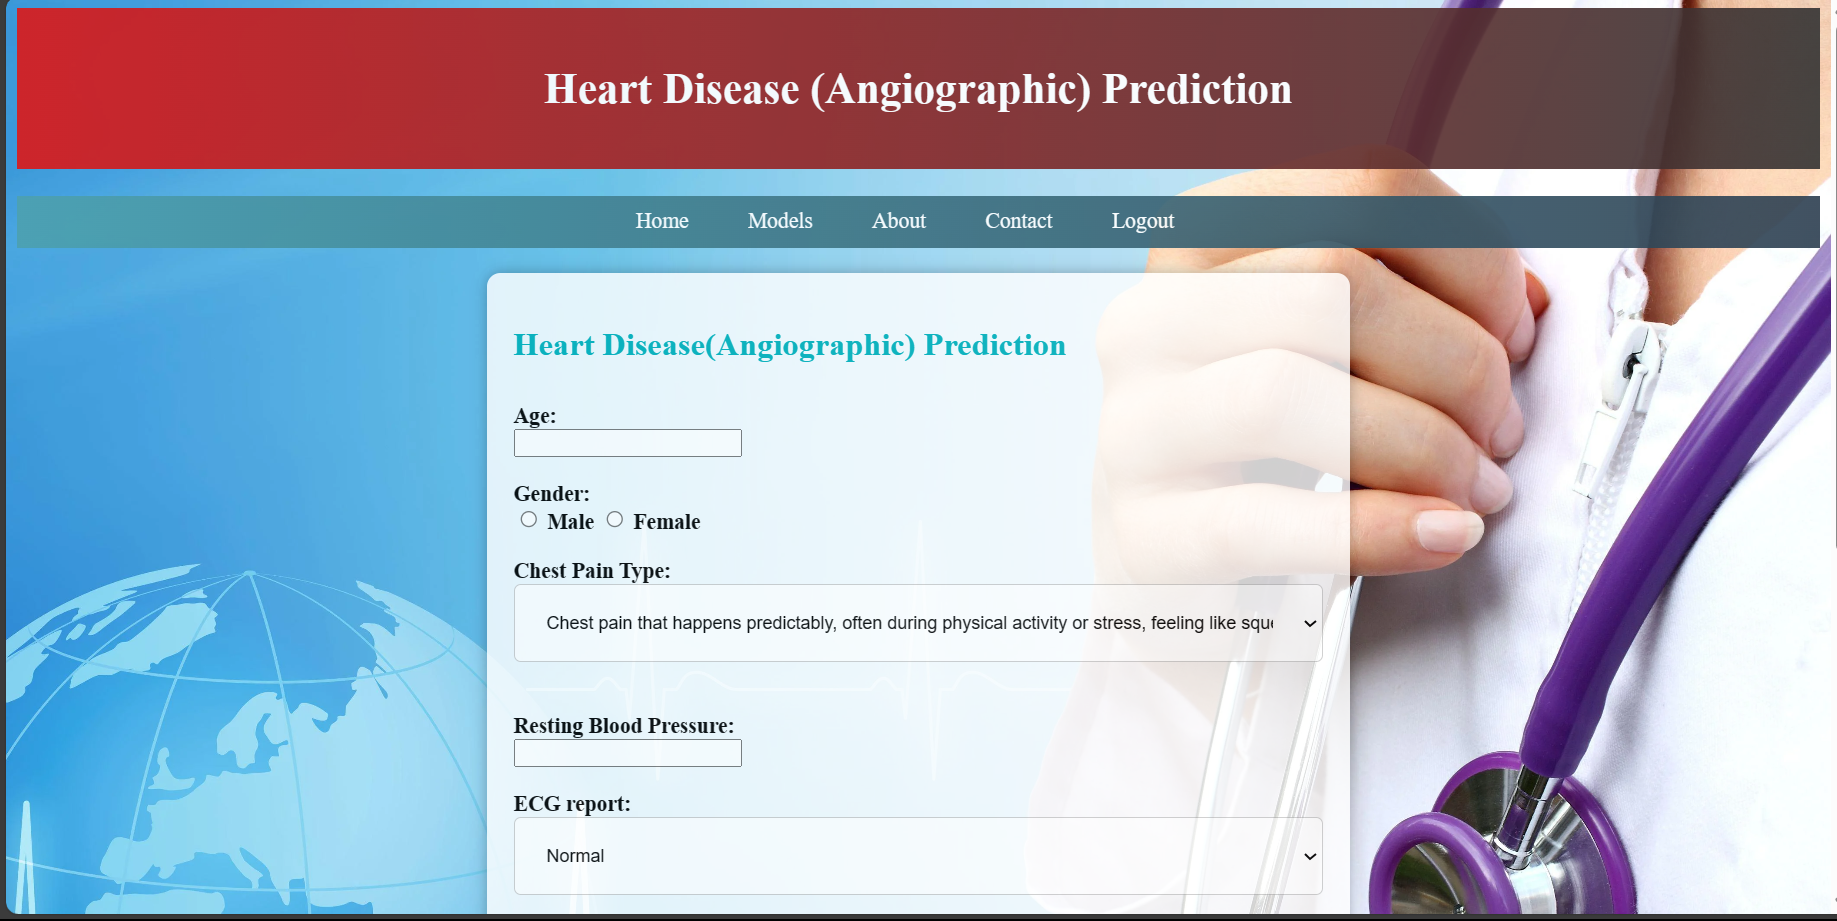 Heart Disease (Angiographic) Prediction
Home Models About Contact Logout
Heart Disease(Angiographic) Prediction
Age:
Gender:
Male Female
Chest Pain Type:
Chest pain that happens predictably, often during physical activity or stress, feeling like sque
Resting Blood Pressure:
ECG report:
Normal